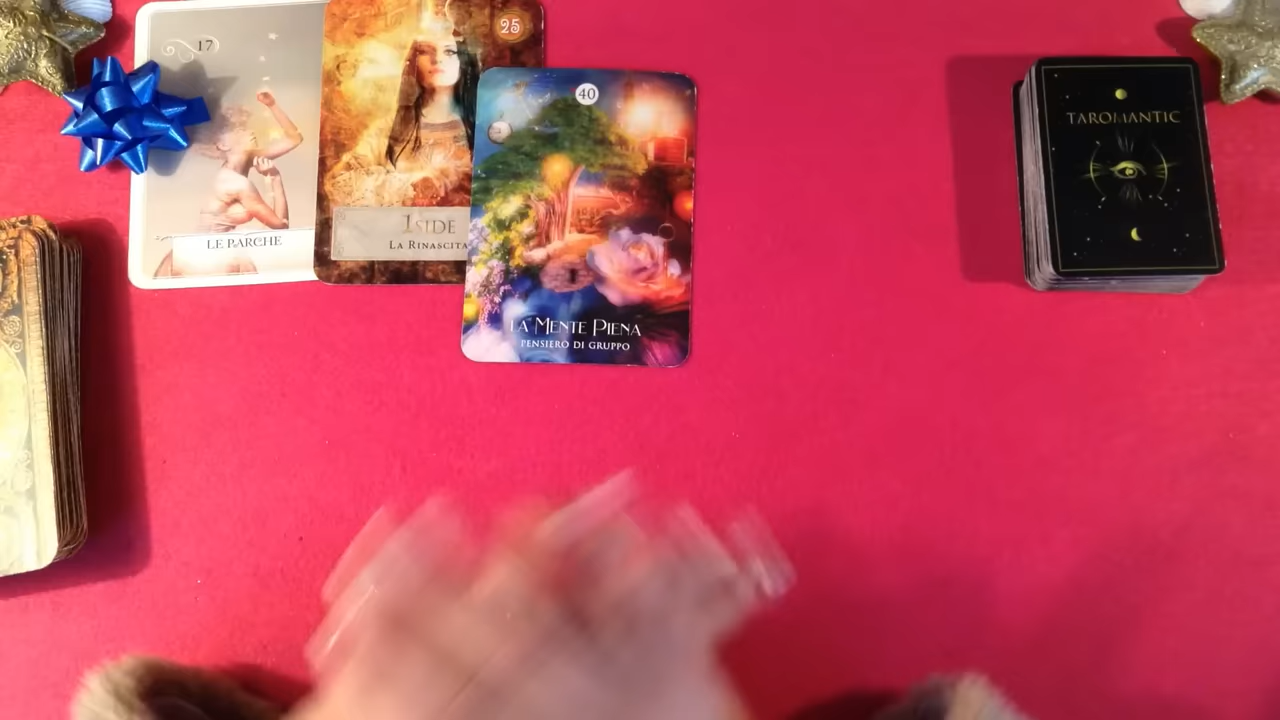 17
LE PARCHE
25
ISIDE
LA RINASCITA
40
LA MENTE PIENA
PENSIERO DI GRUPPO
TAROMANTIC